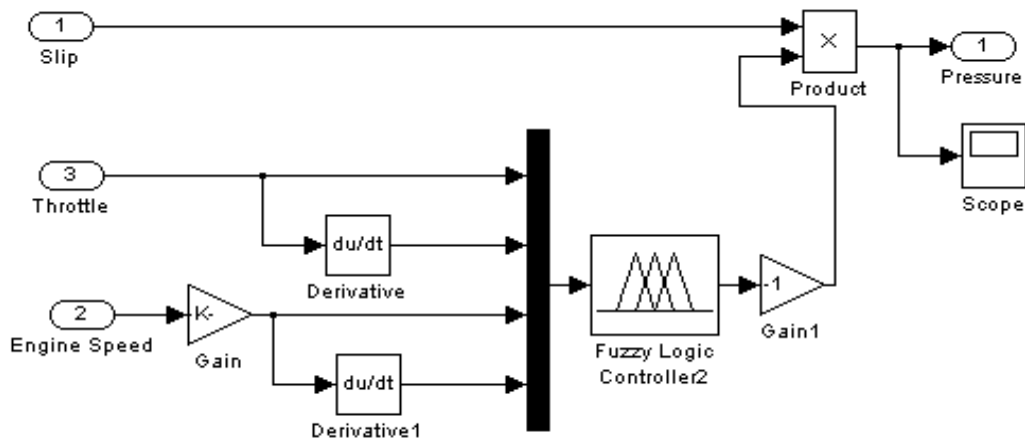 1
Slip
×
Product
1
Pressure
Scope
3
Throttle
du/dt
Derivative
2
Engine Speed
-K-
Gain
du/dt
Derivative1
Fuzzy Logic
Controller2
-1
Gain1